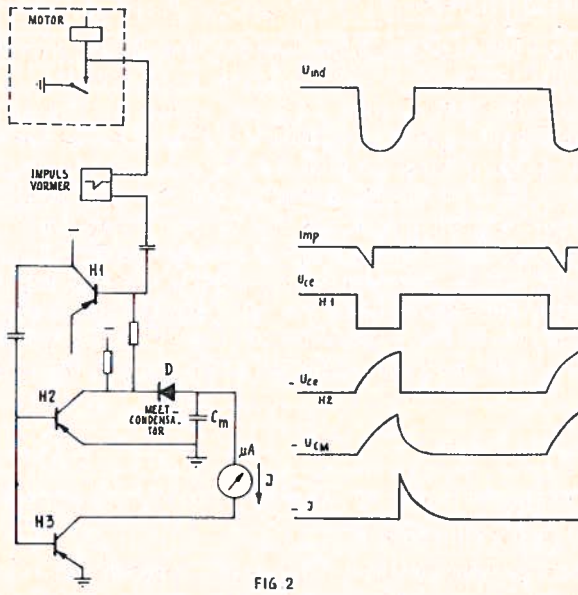 MOTOR
IMPULS
VORMER
H1
H2
D
MEET-
CONDENSA-
TOR
Cm
µA
J
H3
Uind
Imp
Uce
H1
- Uce
H2
- UCM
- J
FIG 2